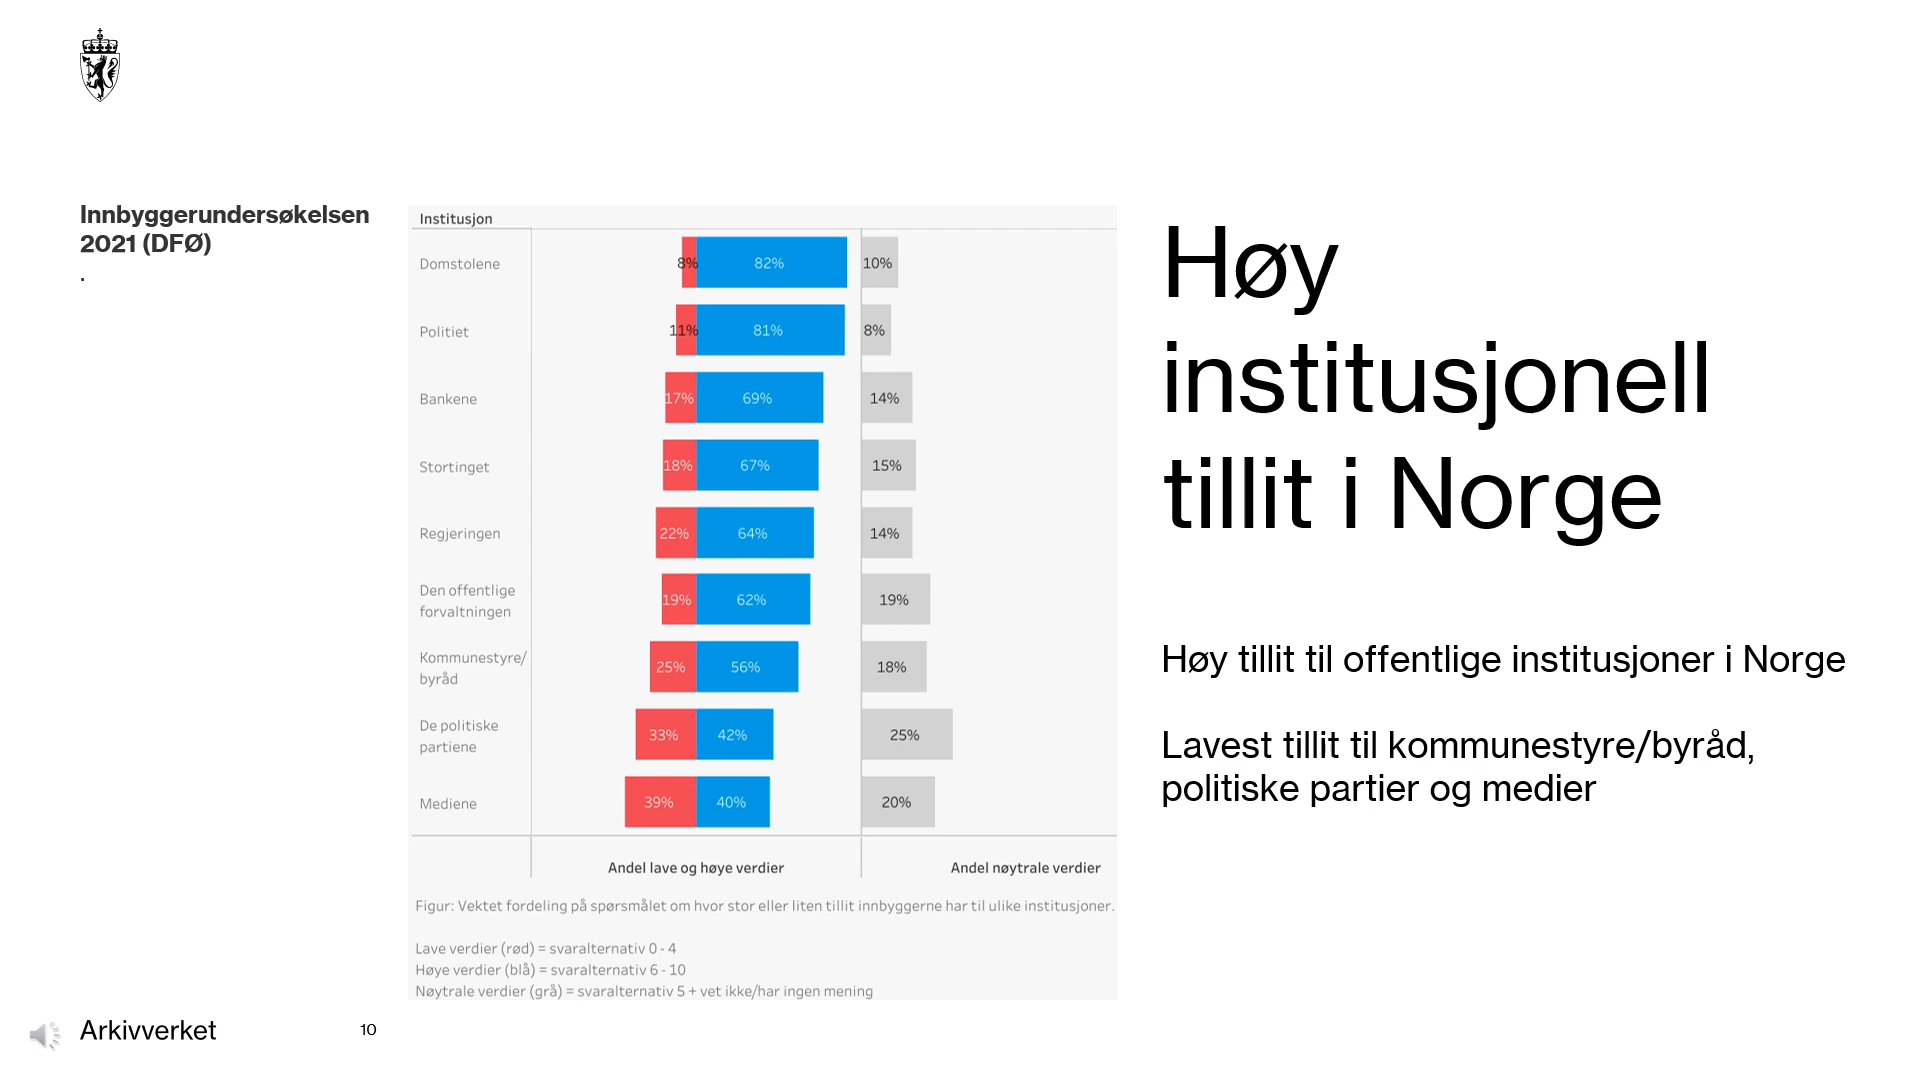 Innbyggerundersøkelsen
2021 (DFØ)
.
Institusjon
Domstolene 8% 82% 10%
Politiet 11% 81% 8%
Bankene 17% 69% 14%
Stortinget 18% 67% 15%
Regjeringen 22% 64% 14%
Den offentlige
forvaltningen 19% 62% 19%
Kommunestyre/
byråd 25% 56% 18%
De politiske
partiene 33% 42% 25%
Mediene 39% 40% 20%
Andel lave og høye verdier Andel nøytrale verdier
Figur: Vektet fordeling på spørsmålet om hvor stor eller liten tillit innbyggerne har til ulike institusjoner.
Lave verdier (rød) = svaralternativ 0 - 4
Høye verdier (blå) = svaralternativ 6 - 10
Nøytrale verdier (grå) = svaralternativ 5 + vet ikke/har ingen mening
Høy
institusjonell
tillit i Norge
Høy tillit til offentlige institusjoner i Norge
Lavest tillit til kommunestyre/byråd,
politiske partier og medier
Arkivverket
10